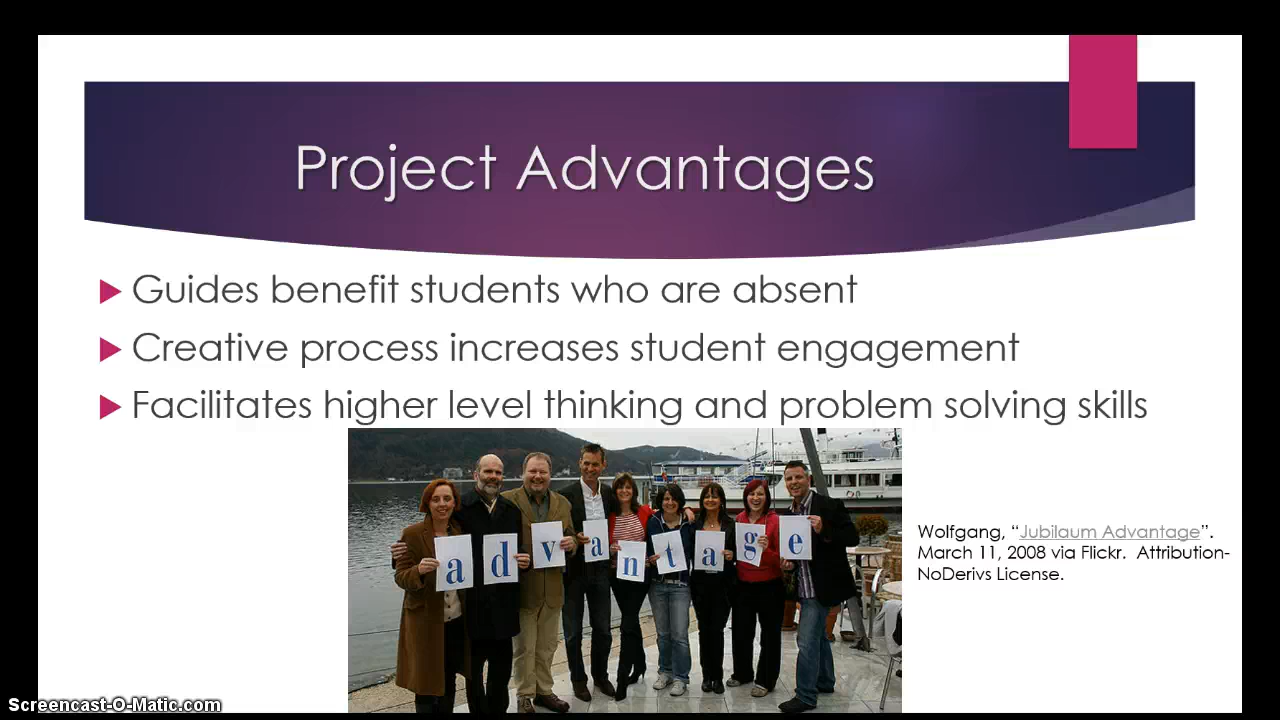 Project Advantages
Guides benefit students who are absent
Creative process increases student engagement
Facilitates higher level thinking and problem solving skills
advantage
Wolfgang, “Jubilaum Advantage”.
March 11, 2008 via Flickr. Attribution-
NoDerivs License.
Screencast-O-Matic.com